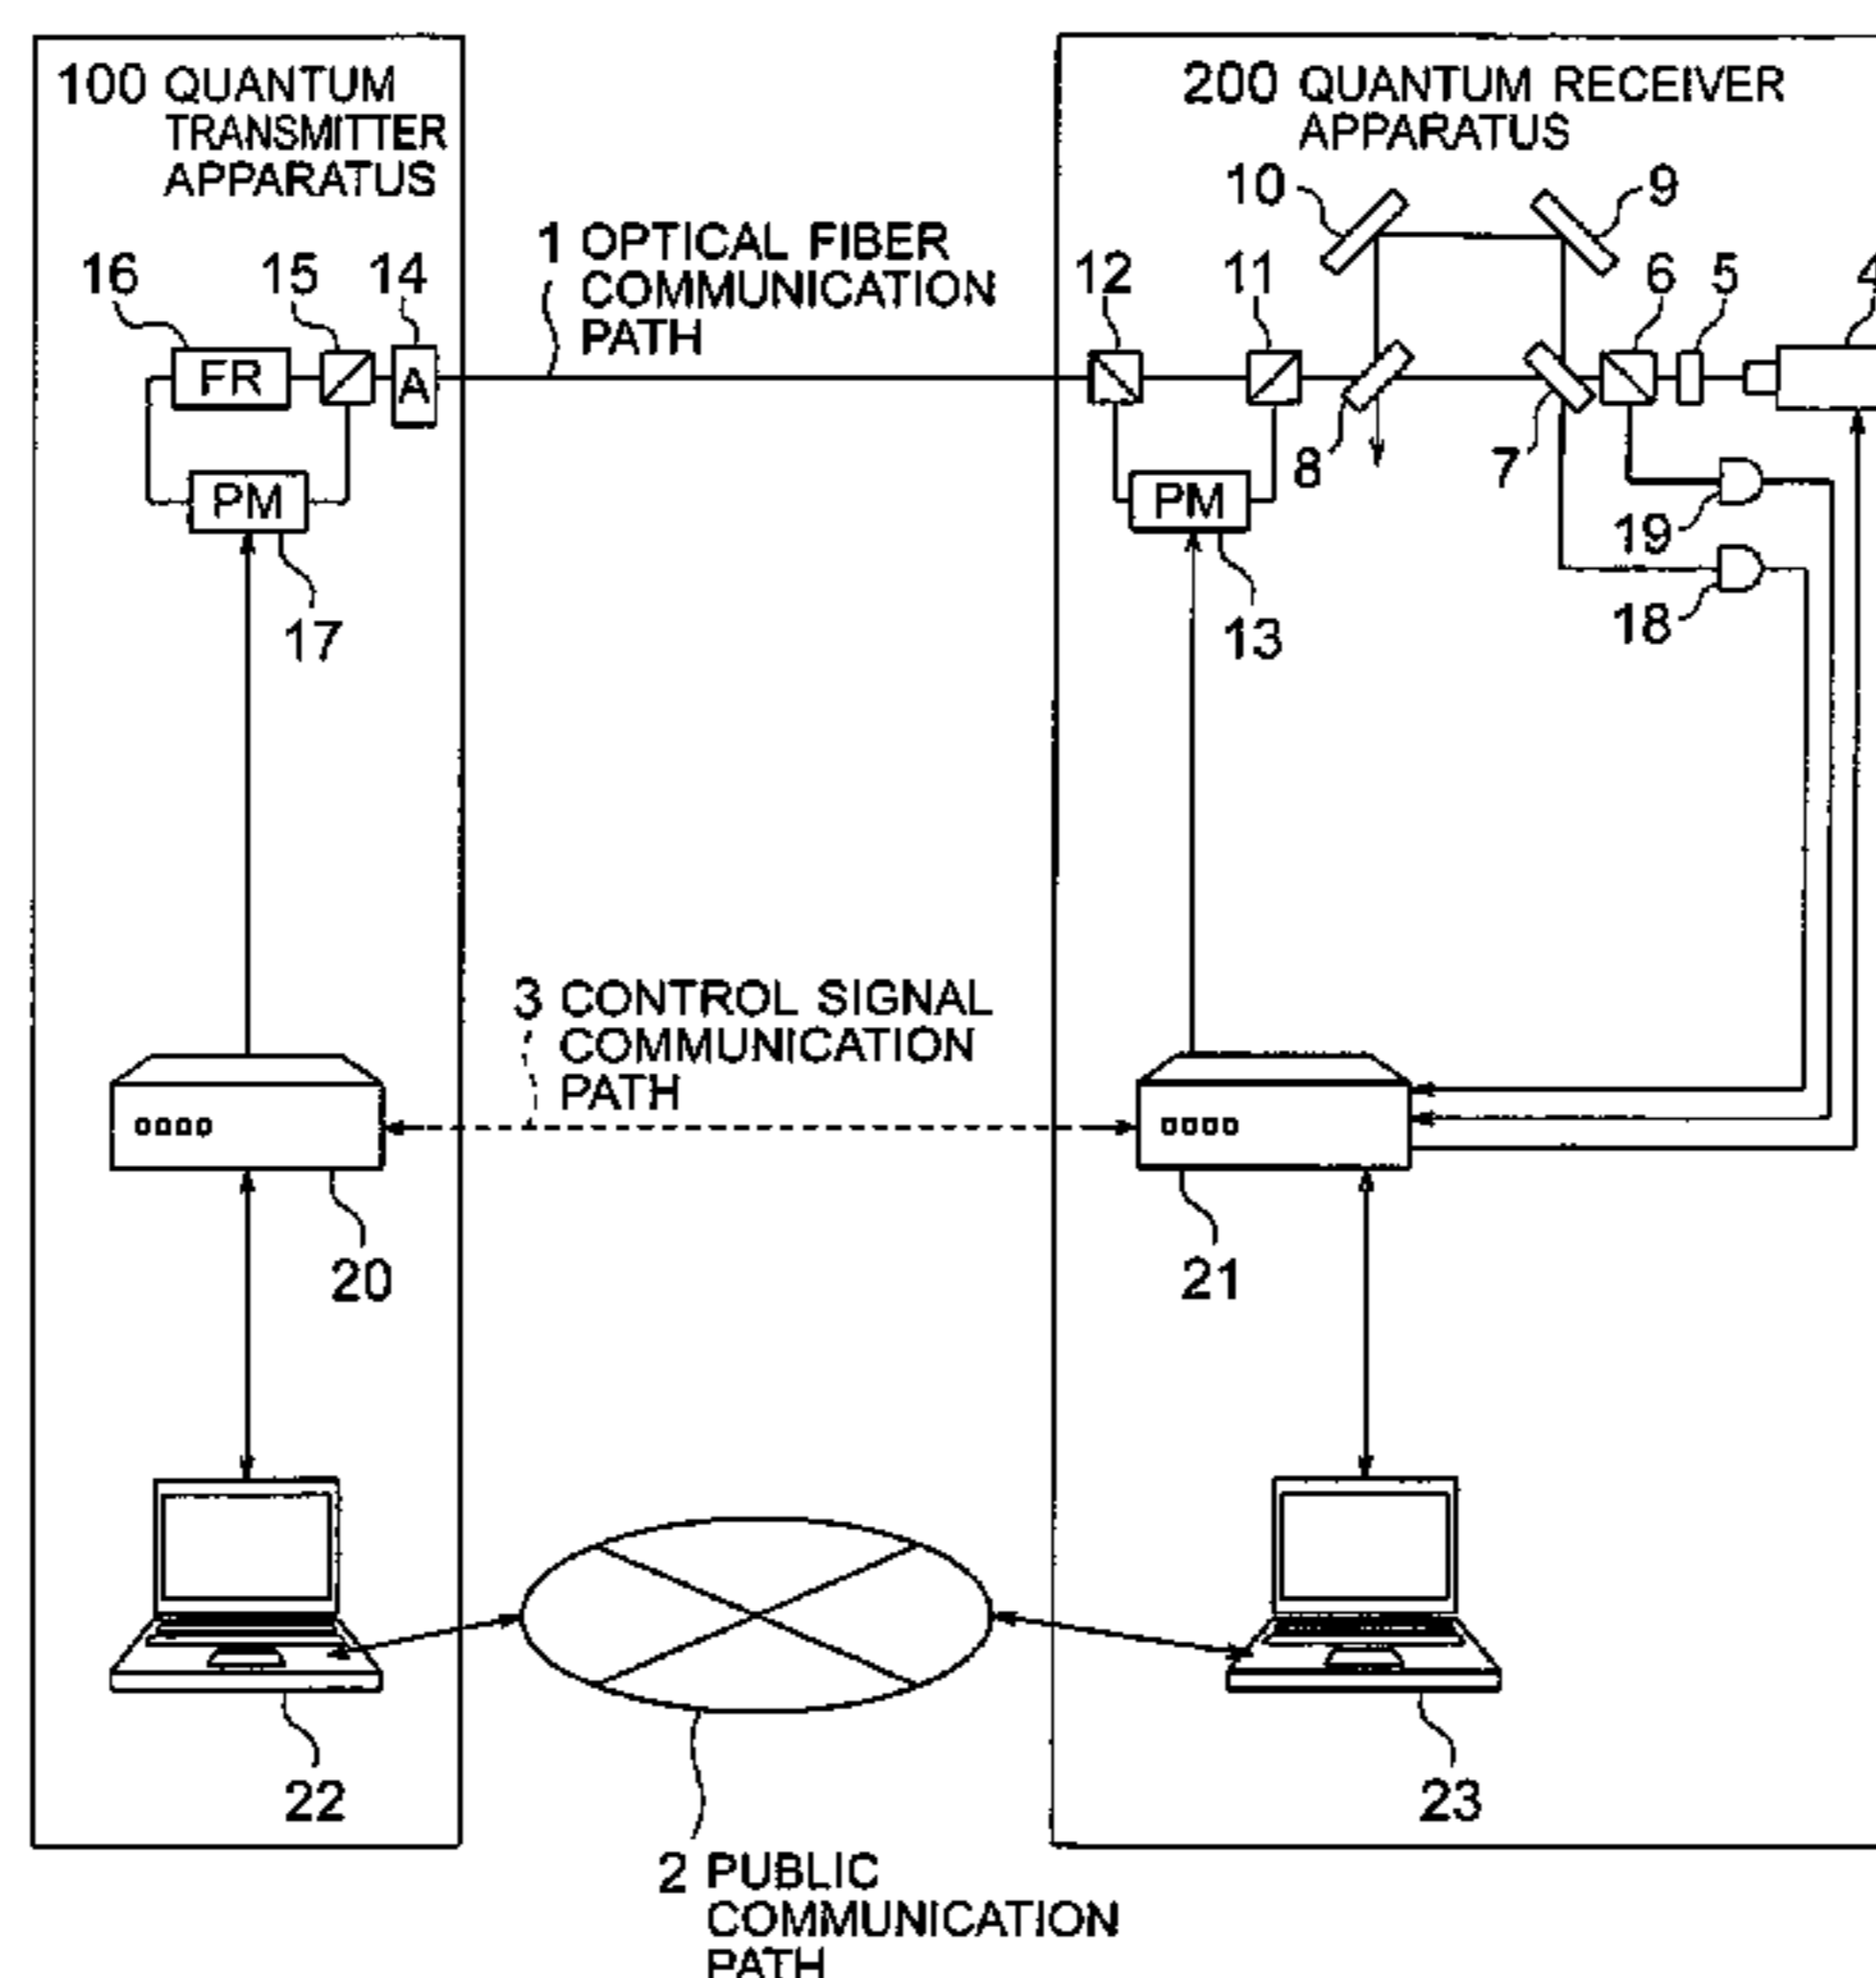 100 QUANTUM
TRANSMITTER
APPARATUS
200 QUANTUM RECEIVER
APPARATUS
10
9
1 OPTICAL FIBER
COMMUNICATION
PATH
16
15
14
12
11
6
5
4
FR
A
8
7
PM
PM
19
17
13
18
3 CONTROL SIGNAL
COMMUNICATION
PATH
20
21
22
23
2 PUBLIC
COMMUNICATION
PATH